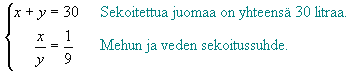 x + y = 30 Sekoitettua juomaa on yhteensä 30 litraa.
x/y = 1/9 Mehun ja veden sekoitussuhde.